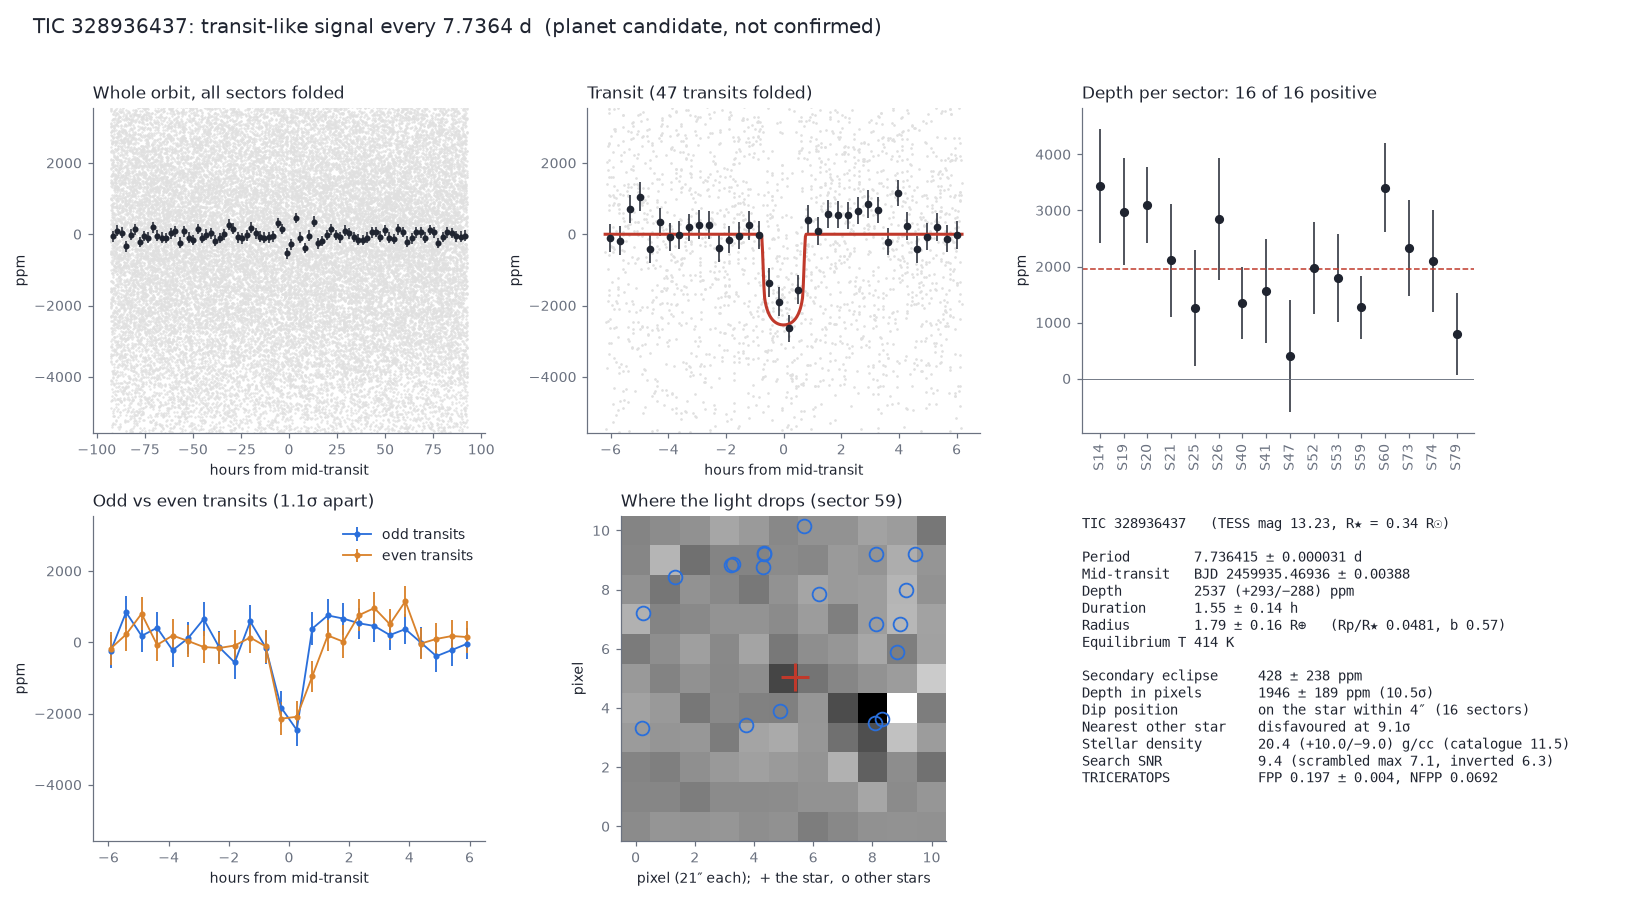 TIC 328936437: transit-like signal every 7.7364 d  (planet candidate, not confirmed)
Whole orbit, all sectors folded
ppm
2000
0
−2000
−4000
−100
−75
−50
−25
0
25
50
75
100
hours from mid-transit
Transit (47 transits folded)
ppm
2000
0
−2000
−4000
−6
−4
−2
0
2
4
6
hours from mid-transit
Depth per sector: 16 of 16 positive
ppm
4000
3000
2000
1000
0
S14
S19
S20
S21
S25
S26
S40
S41
S47
S52
S53
S59
S60
S73
S74
S79
Odd vs even transits (1.1σ apart)
odd transits
even transits
ppm
2000
0
−2000
−4000
−6
−4
−2
0
2
4
6
hours from mid-transit
Where the light drops (sector 59)
pixel
10
8
6
4
2
0
0
2
4
6
8
10
pixel (21″ each);  + the star,  o other stars
TIC 328936437   (TESS mag 13.23, R★ = 0.34 R☉)
Period        7.736415 ± 0.000031 d
Mid-transit   BJD 2459935.46936 ± 0.00388
Depth         2537 (+293/−288) ppm
Duration      1.55 ± 0.14 h
Radius        1.79 ± 0.16 R⊕   (Rp/R★ 0.0481, b 0.57)
Equilibrium T 414 K
Secondary eclipse     428 ± 238 ppm
Depth in pixels       1946 ± 189 ppm (10.5σ)
Dip position          on the star within 4″ (16 sectors)
Nearest other star    disfavoured at 9.1σ
Stellar density       20.4 (+10.0/−9.0) g/cc (catalogue 11.5)
Search SNR            9.4 (scrambled max 7.1, inverted 6.3)
TRICERATOPS           FPP 0.197 ± 0.004, NFPP 0.0692